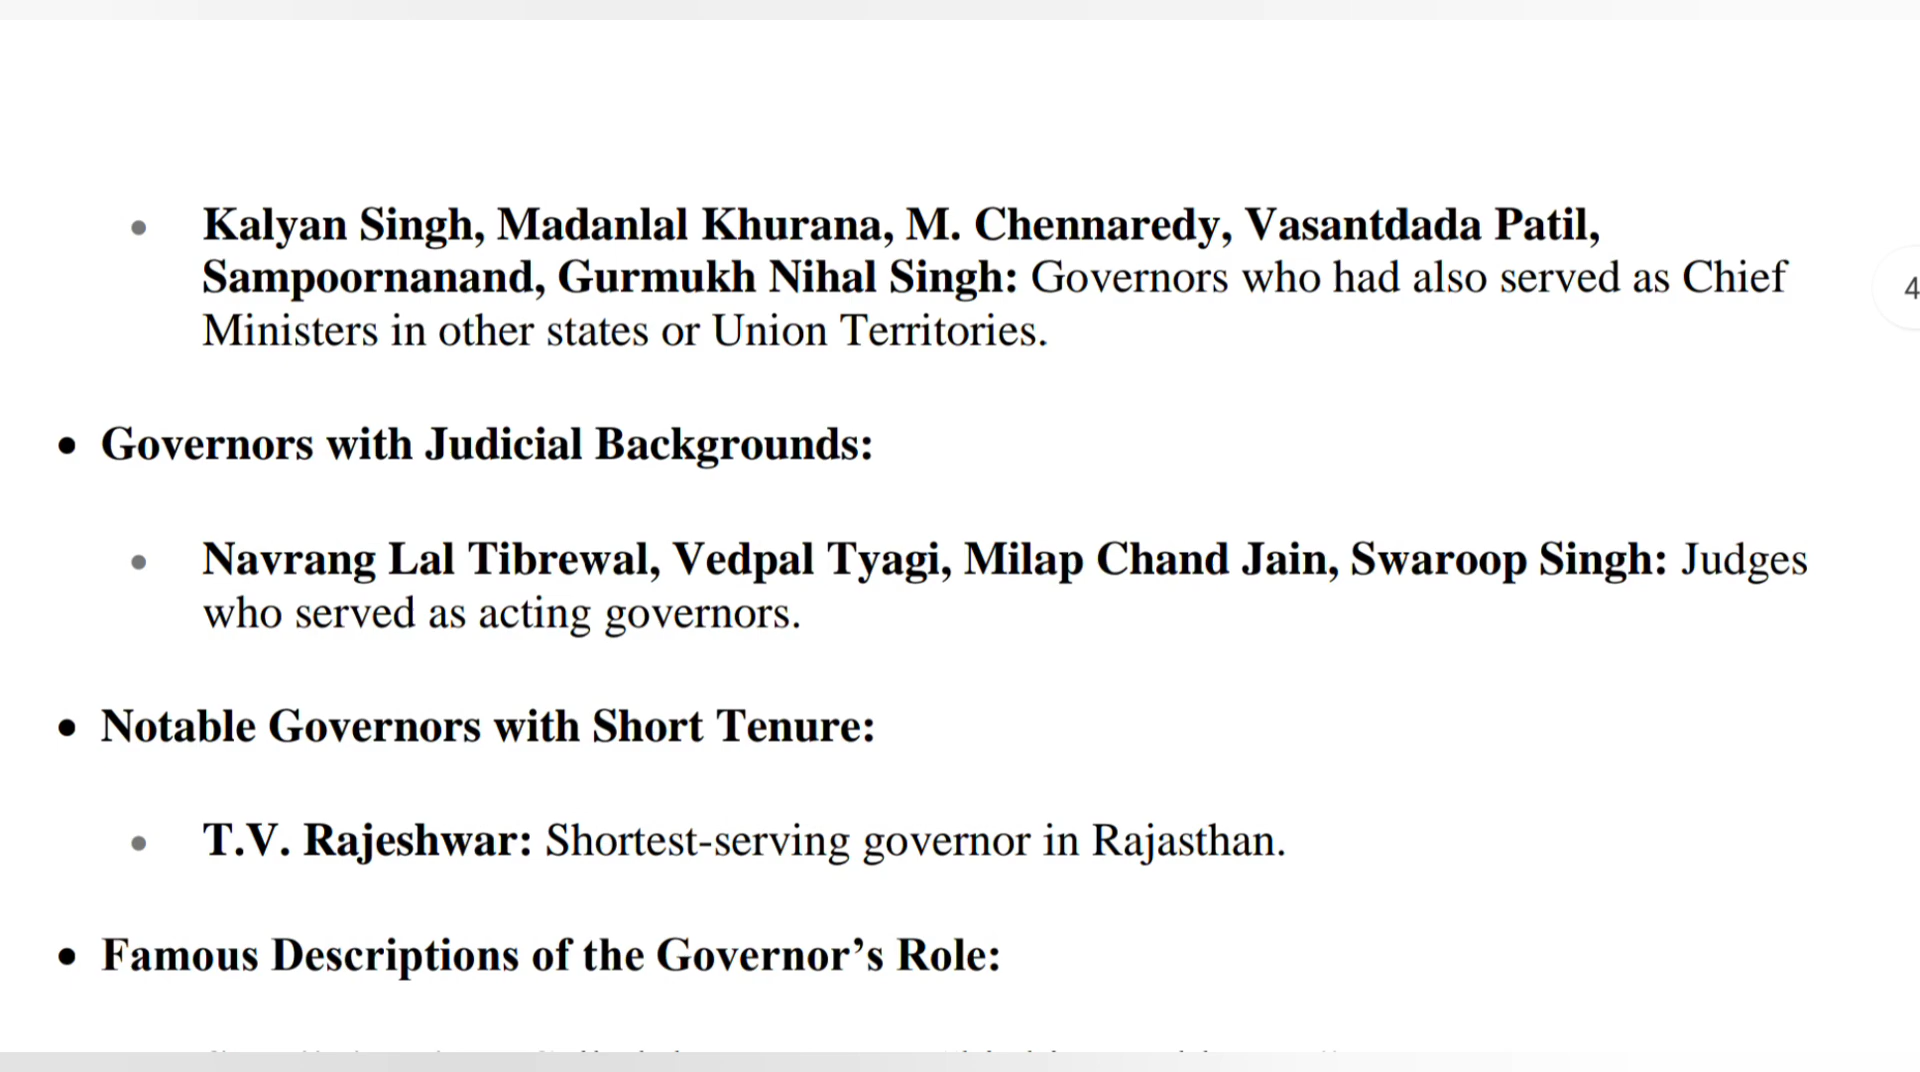 • Kalyan Singh, Madanlal Khurana, M. Chennaredy, Vasantdada Patil,
Sampoornanand, Gurmukh Nihal Singh: Governors who had also served as Chief
Ministers in other states or Union Territories.
4
• Governors with Judicial Backgrounds:
• Navrang Lal Tibrewal, Vedpal Tyagi, Milap Chand Jain, Swaroop Singh: Judges
who served as acting governors.
• Notable Governors with Short Tenure:
• T.V. Rajeshwar: Shortest-serving governor in Rajasthan.
• Famous Descriptions of the Governor’s Role: